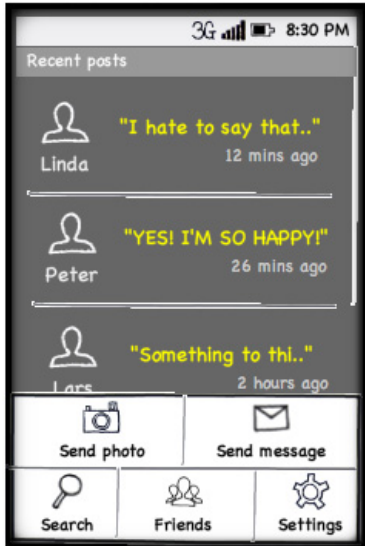 3G 8:30 PM
Recent posts
"I hate to say that.."
Linda
12 mins ago
"YES! I'M SO HAPPY!"
Peter
26 mins ago
"Something to thi.."
Lars
2 hours ago
Send photo Send message
Search Friends Settings